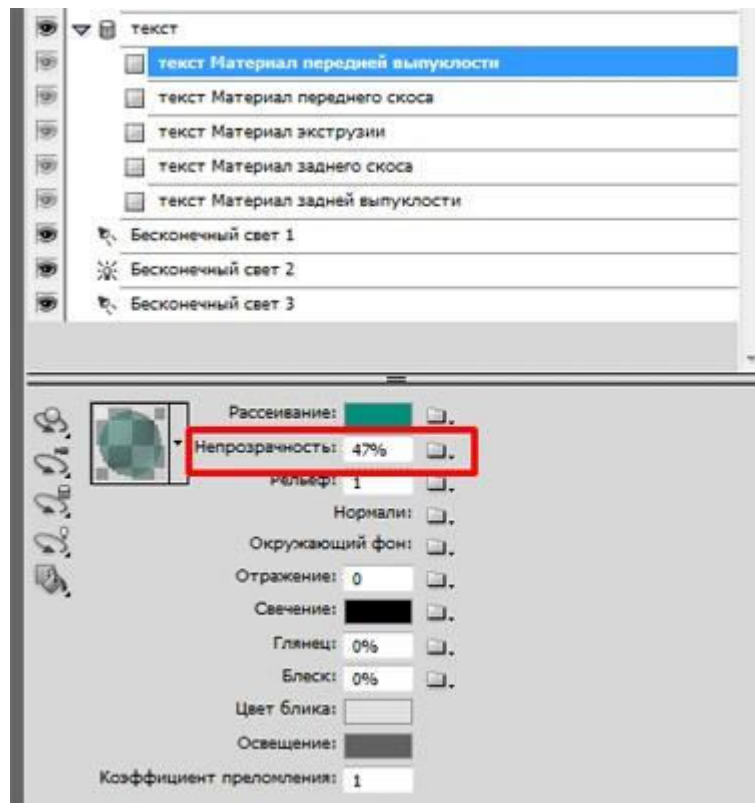 текст
текст Материал передней выпуклости
текст Материал переднего скоса
текст Материал экструзии
текст Материал заднего скоса
текст Материал задней выпуклости
Бесконечный свет 1
Бесконечный свет 2
Бесконечный свет 3
Рассеивание:
Непрозрачность: 47%
Рельеф: 1
Нормали:
Окружающий фон:
Отражение: 0
Свечение:
Глянец: 0%
Блеск: 0%
Цвет блика:
Освещение:
Коэффициент преломления: 1